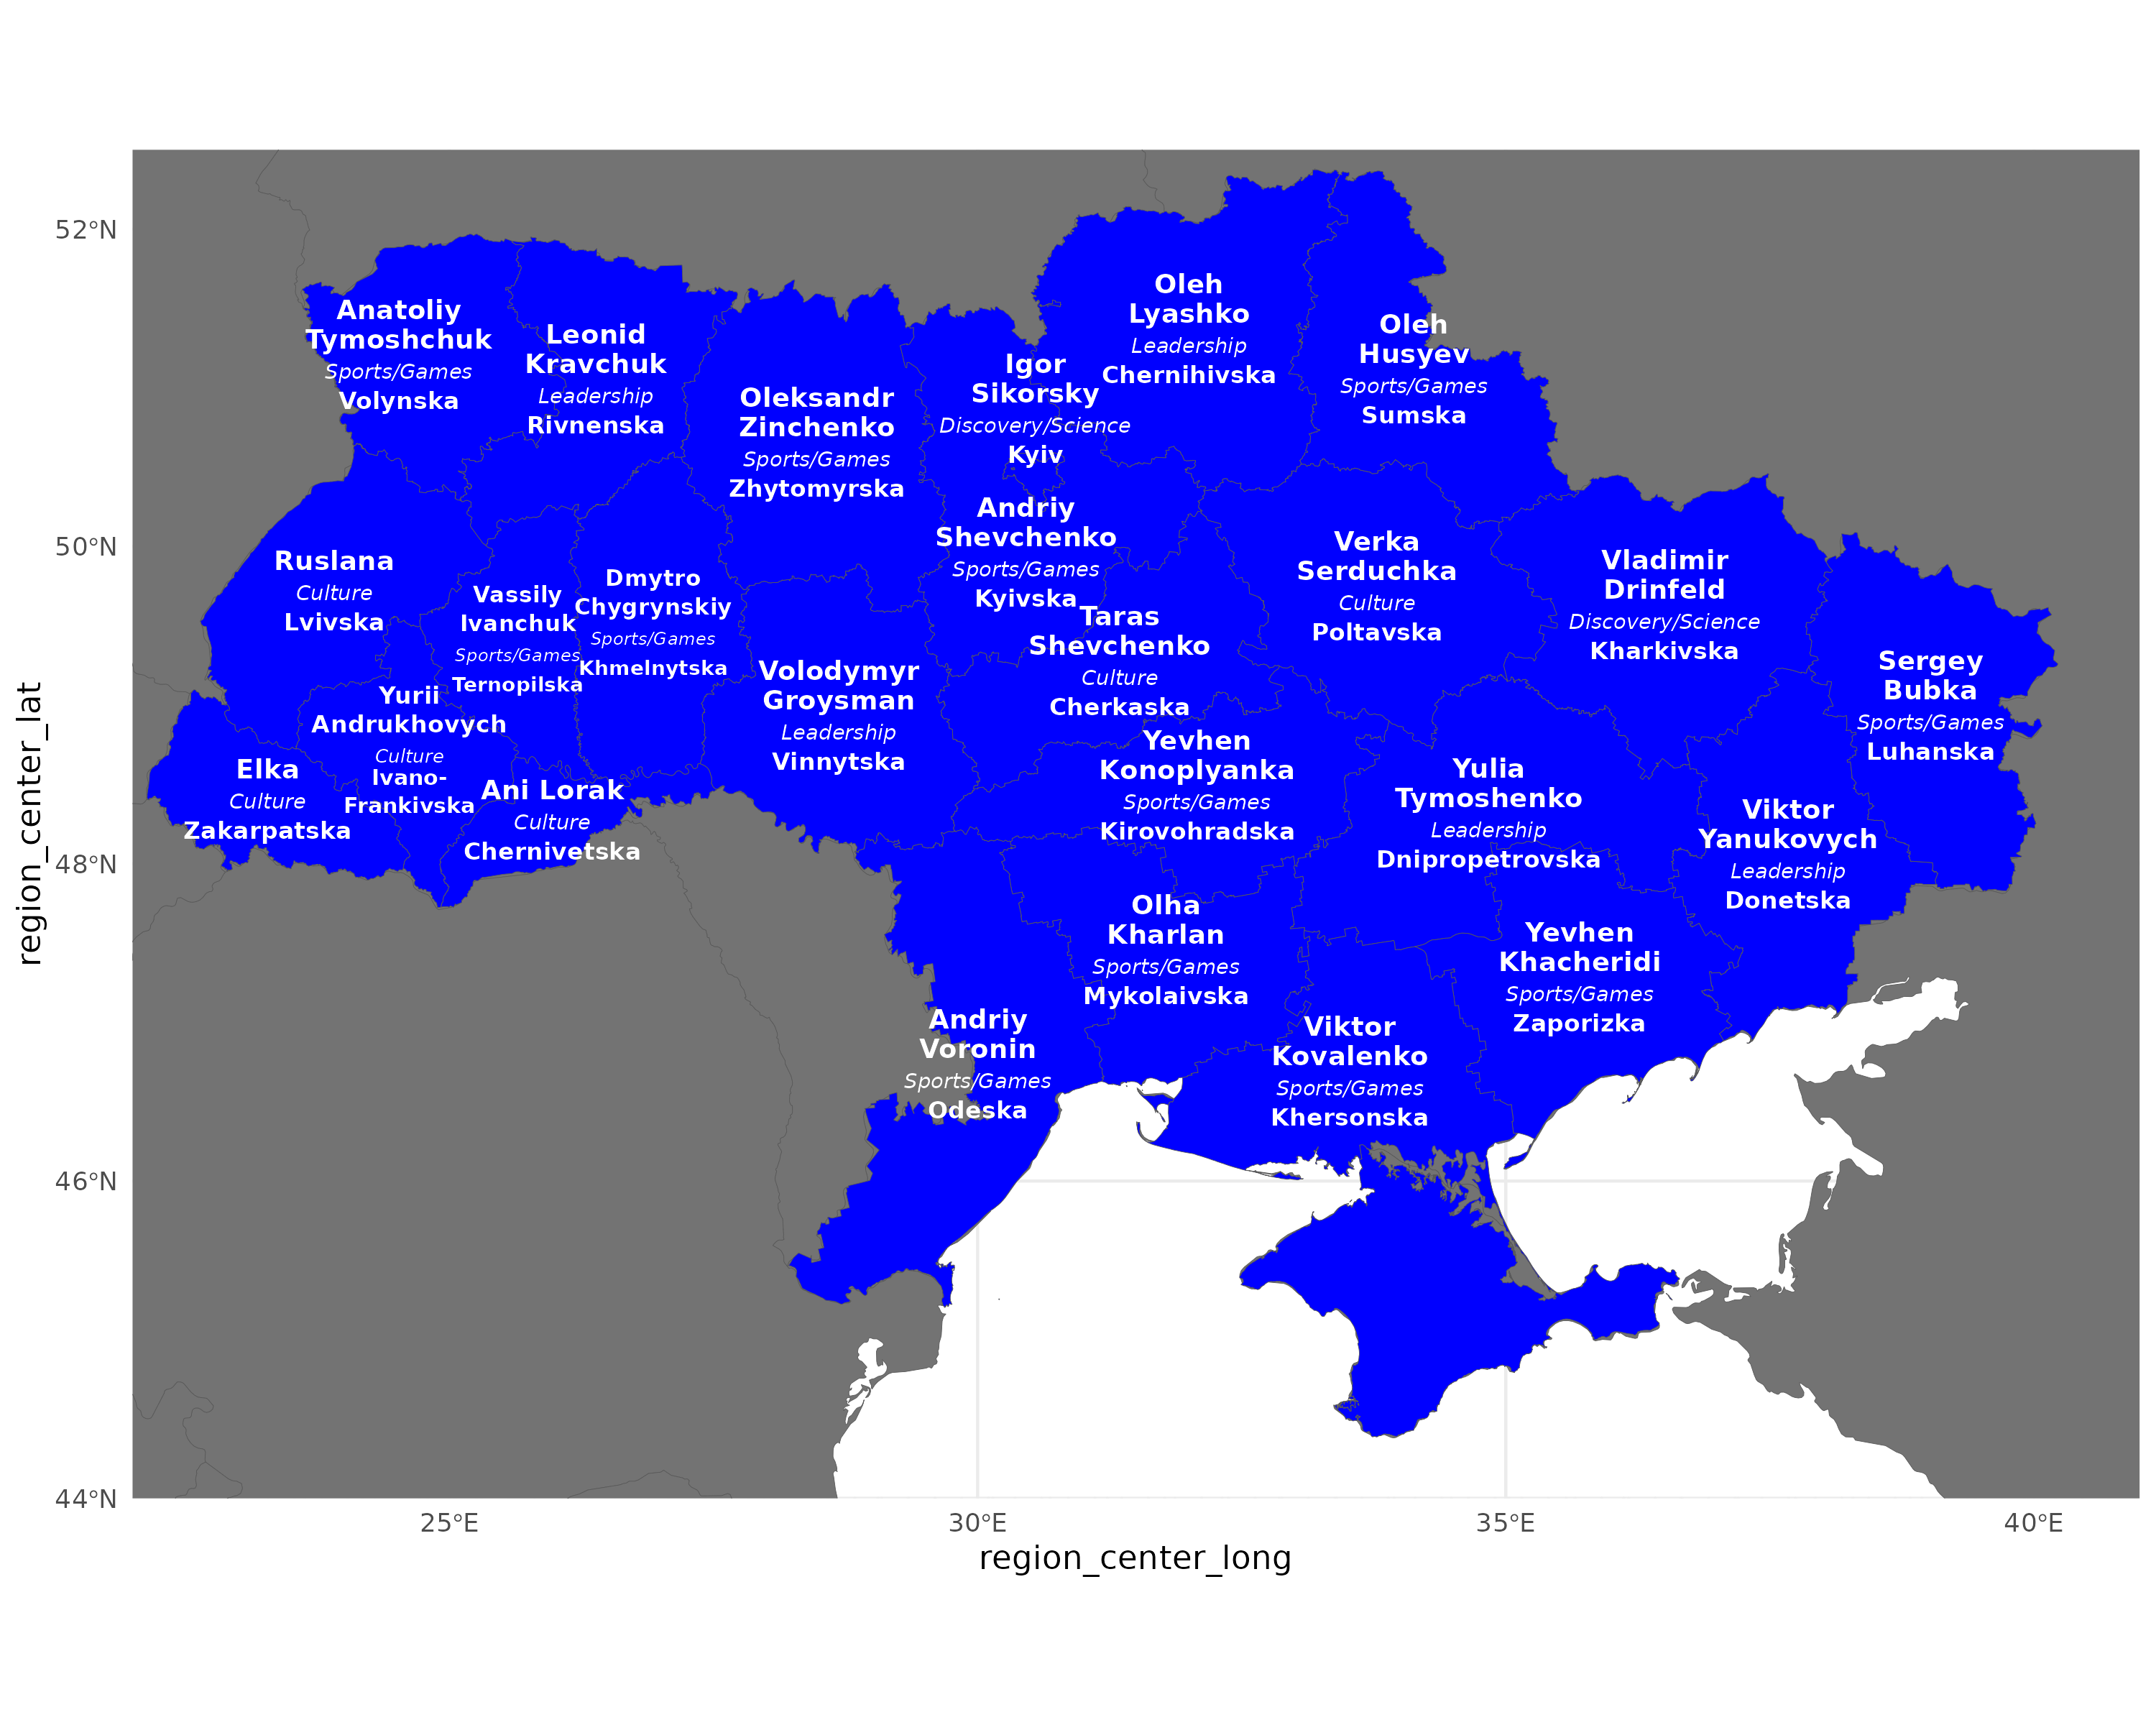 52°N
50°N
48°N
46°N
44°N
region_center_lat
Anatoliy
Tymoshchuk
Sports/Games
Volynska
Leonid
Kravchuk
Leadership
Rivnenska
Oleksandr
Zinchenko
Sports/Games
Zhytomyrska
Igor
Sikorsky
Discovery/Science
Kyiv
Oleh
Lyashko
Leadership
Chernihivska
Oleh
Husyev
Sports/Games
Sumska
Andriy
Shevchenko
Sports/Games
Kyivska
Ruslana
Culture
Lvivska
Vassily
Ivanchuk
Sports/Games
Ternopilska
Dmytro
Chygrynskiy
Sports/Games
Khmelnytska
Verka
Serduchka
Culture
Poltavska
Vladimir
Drinfeld
Discovery/Science
Kharkivska
Taras
Shevchenko
Culture
Cherkaska
Sergey
Bubka
Sports/Games
Luhanska
Volodymyr
Groysman
Leadership
Vinnytska
Yurii
Andrukhovych
Culture
Ivano-
Frankivska
Elka
Culture
Zakarpatska
Ani Lorak
Culture
Chernivetska
Yevhen
Konoplyanka
Sports/Games
Kirovohradska
Yulia
Tymoshenko
Leadership
Dnipropetrovska
Viktor
Yanukovych
Leadership
Donetska
Olha
Kharlan
Sports/Games
Mykolaivska
Yevhen
Khacheridi
Sports/Games
Zaporizka
Andriy
Voronin
Sports/Games
Odeska
Viktor
Kovalenko
Sports/Games
Khersonska
25°E
30°E
35°E
40°E
region_center_long